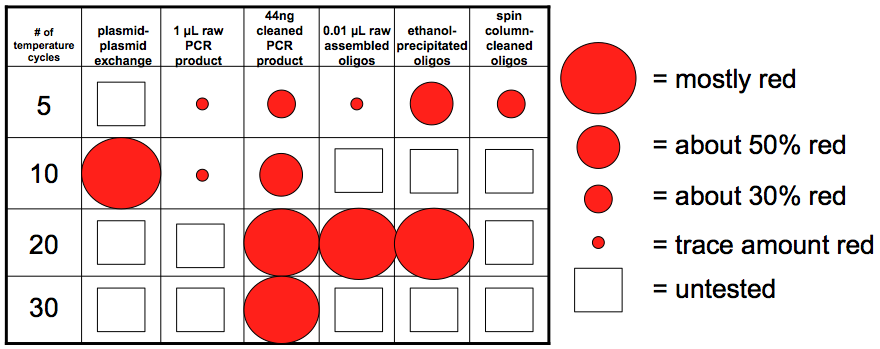 # of temperature cycles
plasmid-plasmid exchange
1 µL raw PCR product
44ng cleaned PCR product
0.01 µL raw assembled oligos
ethanol-precipitated oligos
spin column-cleaned oligos
5
10
20
30
= mostly red
= about 50% red
= about 30% red
= trace amount red
= untested